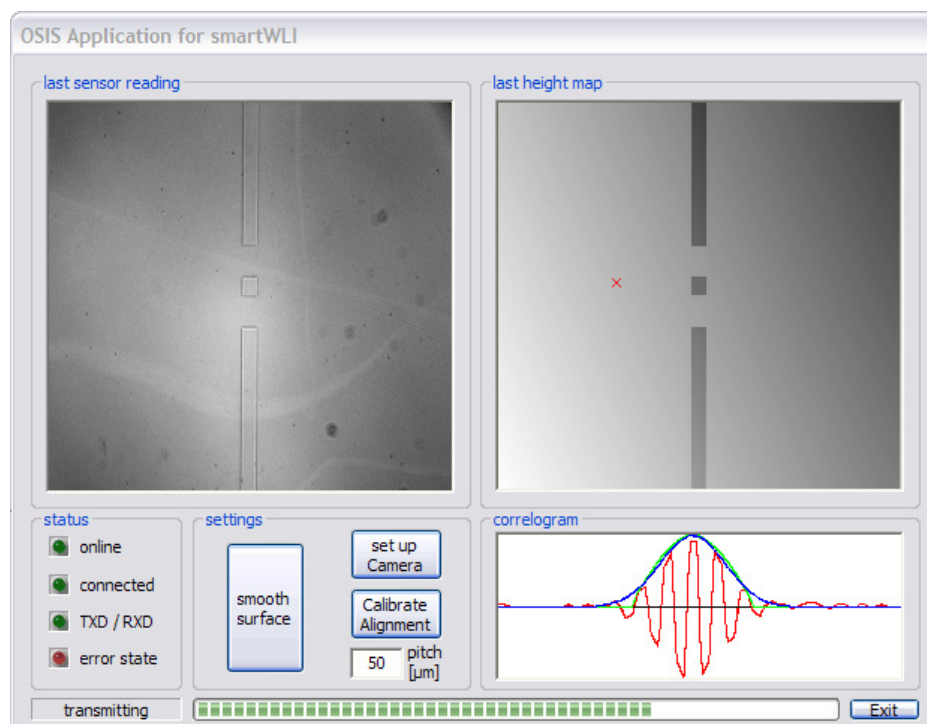 OSIS Application for smartWLI
last sensor reading
last height map
status
online
connected
TXD / RXD
error state
settings
smooth
surface
set up
Camera
Calibrate
Alignment
50
pitch
[µm]
correlogram
transmitting
Exit